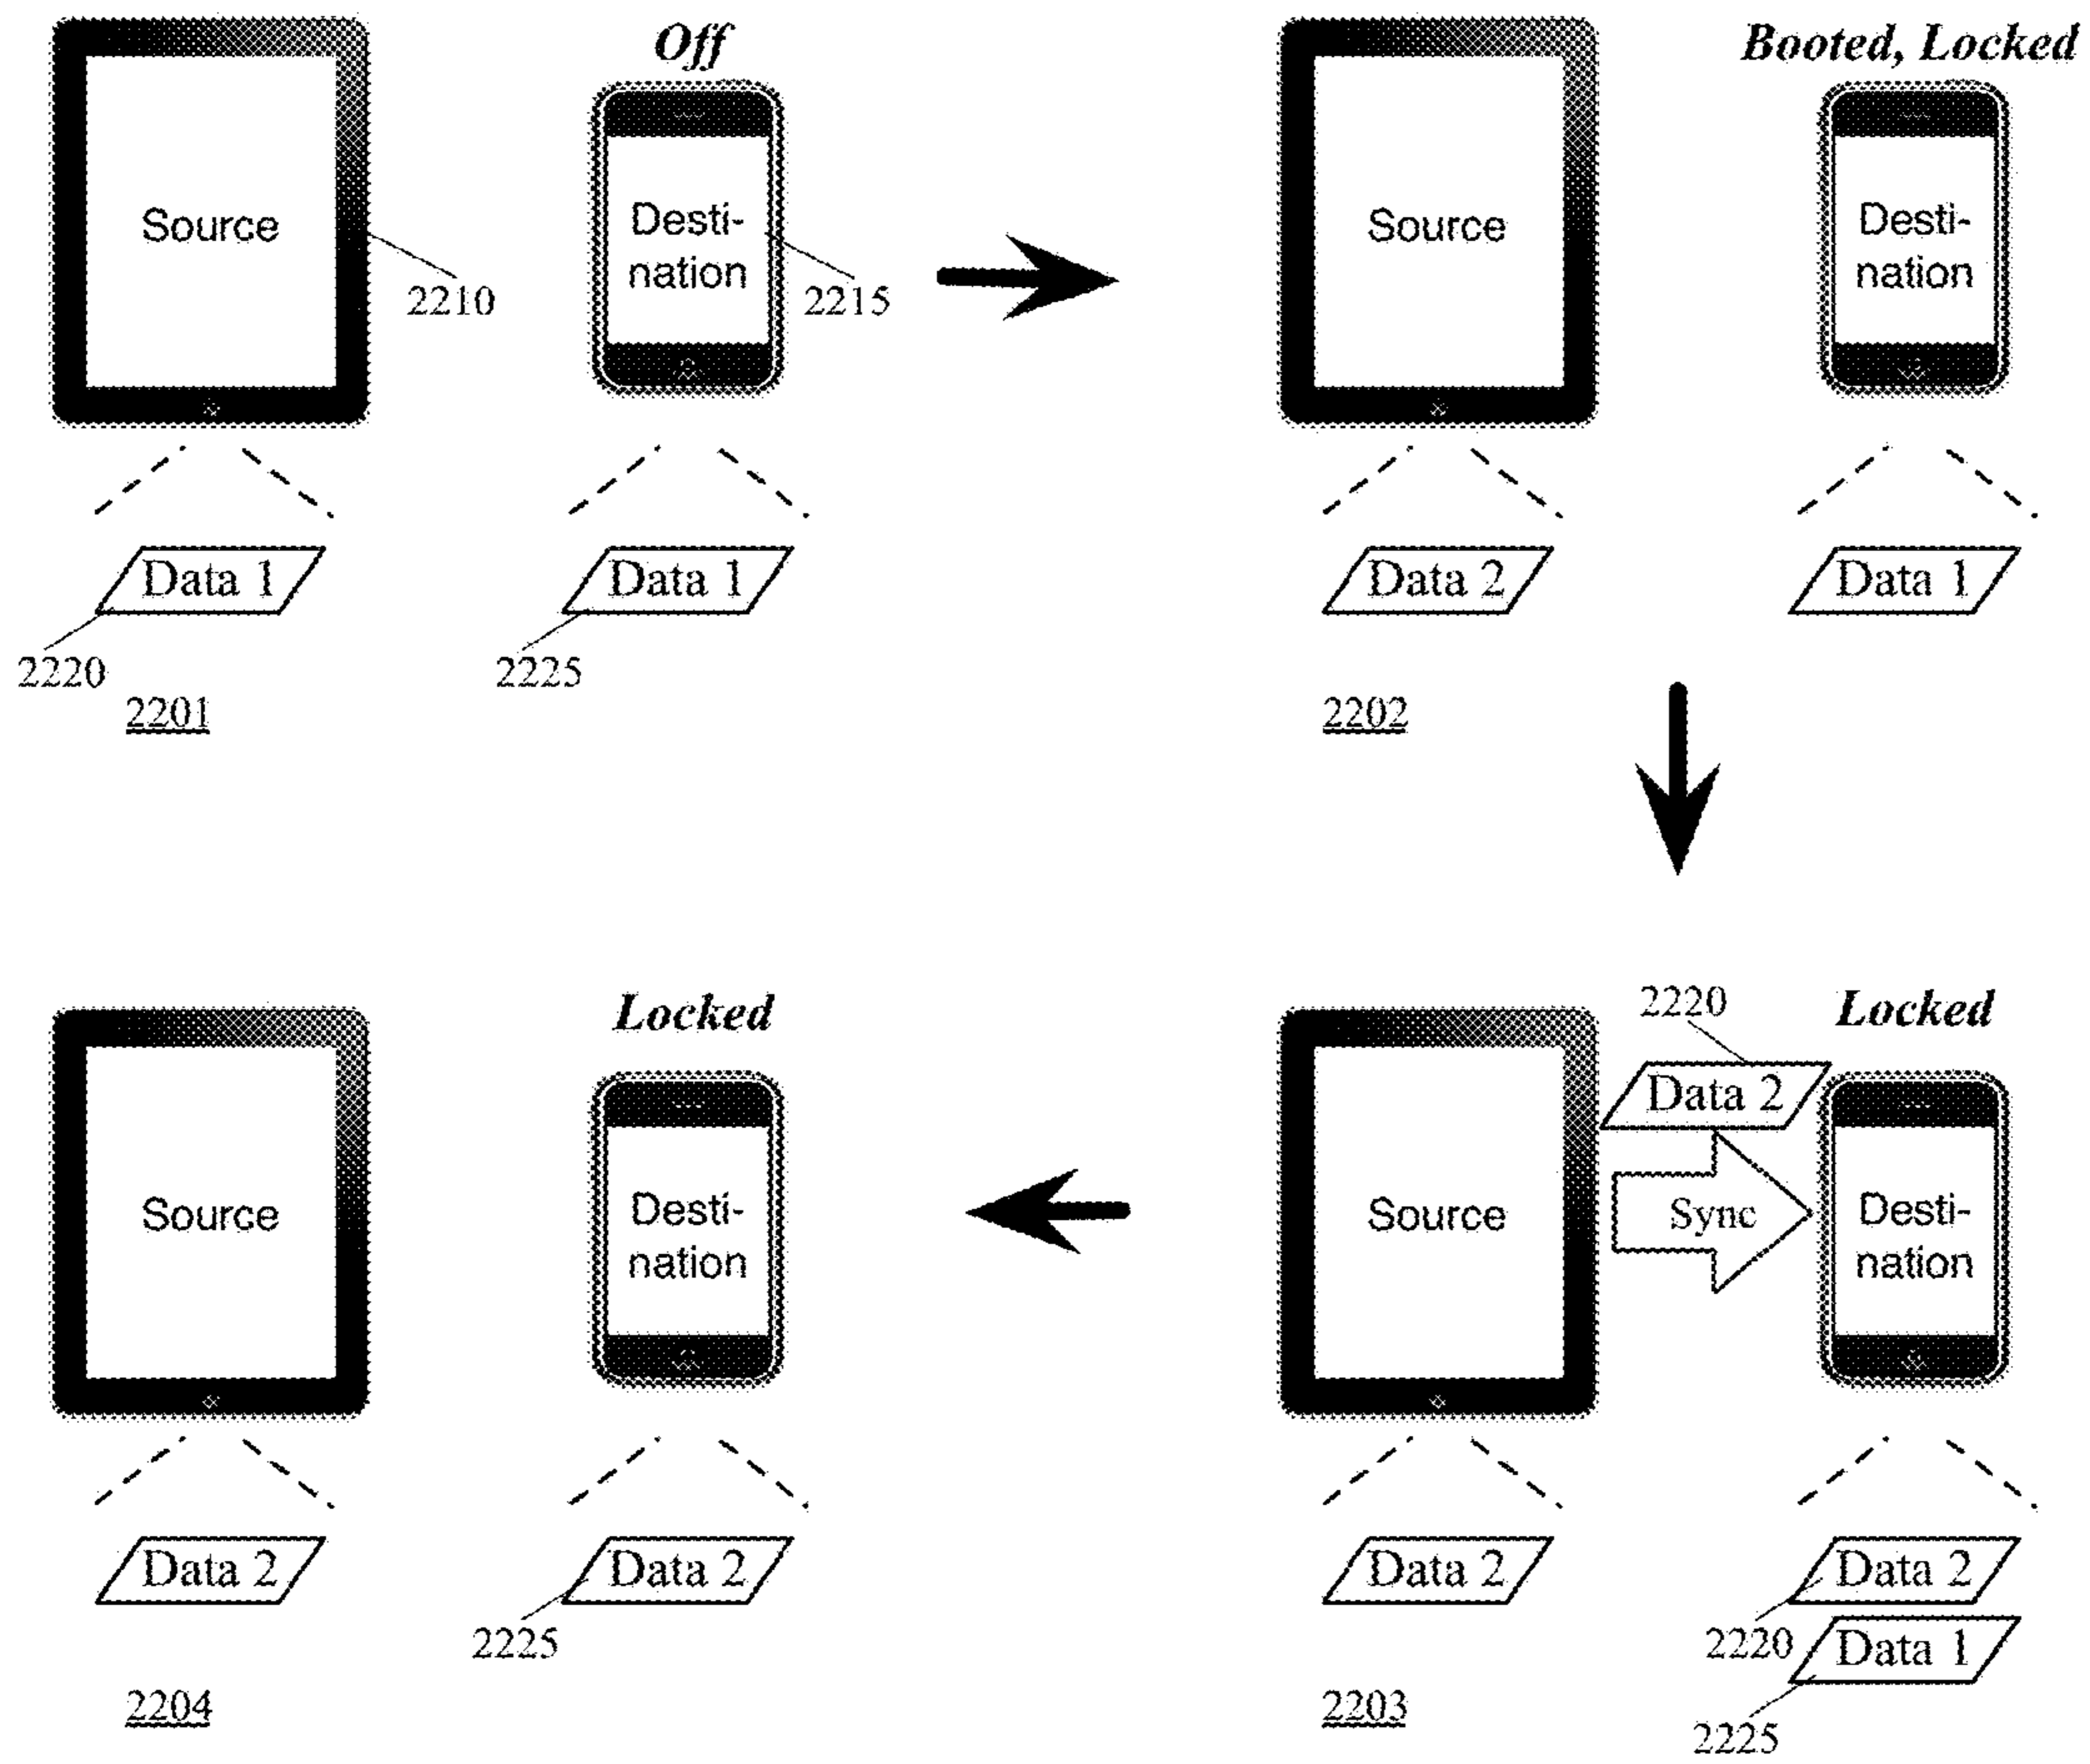 Off
Source
Desti-
nation
2210
2215
Data 1
Data 1
2220
2225
2201
Booted, Locked
Source
Desti-
nation
Data 2
Data 1
2202
2220
Locked
Data 2
Source
Sync
Desti-
nation
Data 2
Data 2
2220
Data 1
2203
2225
Locked
Source
Desti-
nation
Data 2
Data 2
2225
2204